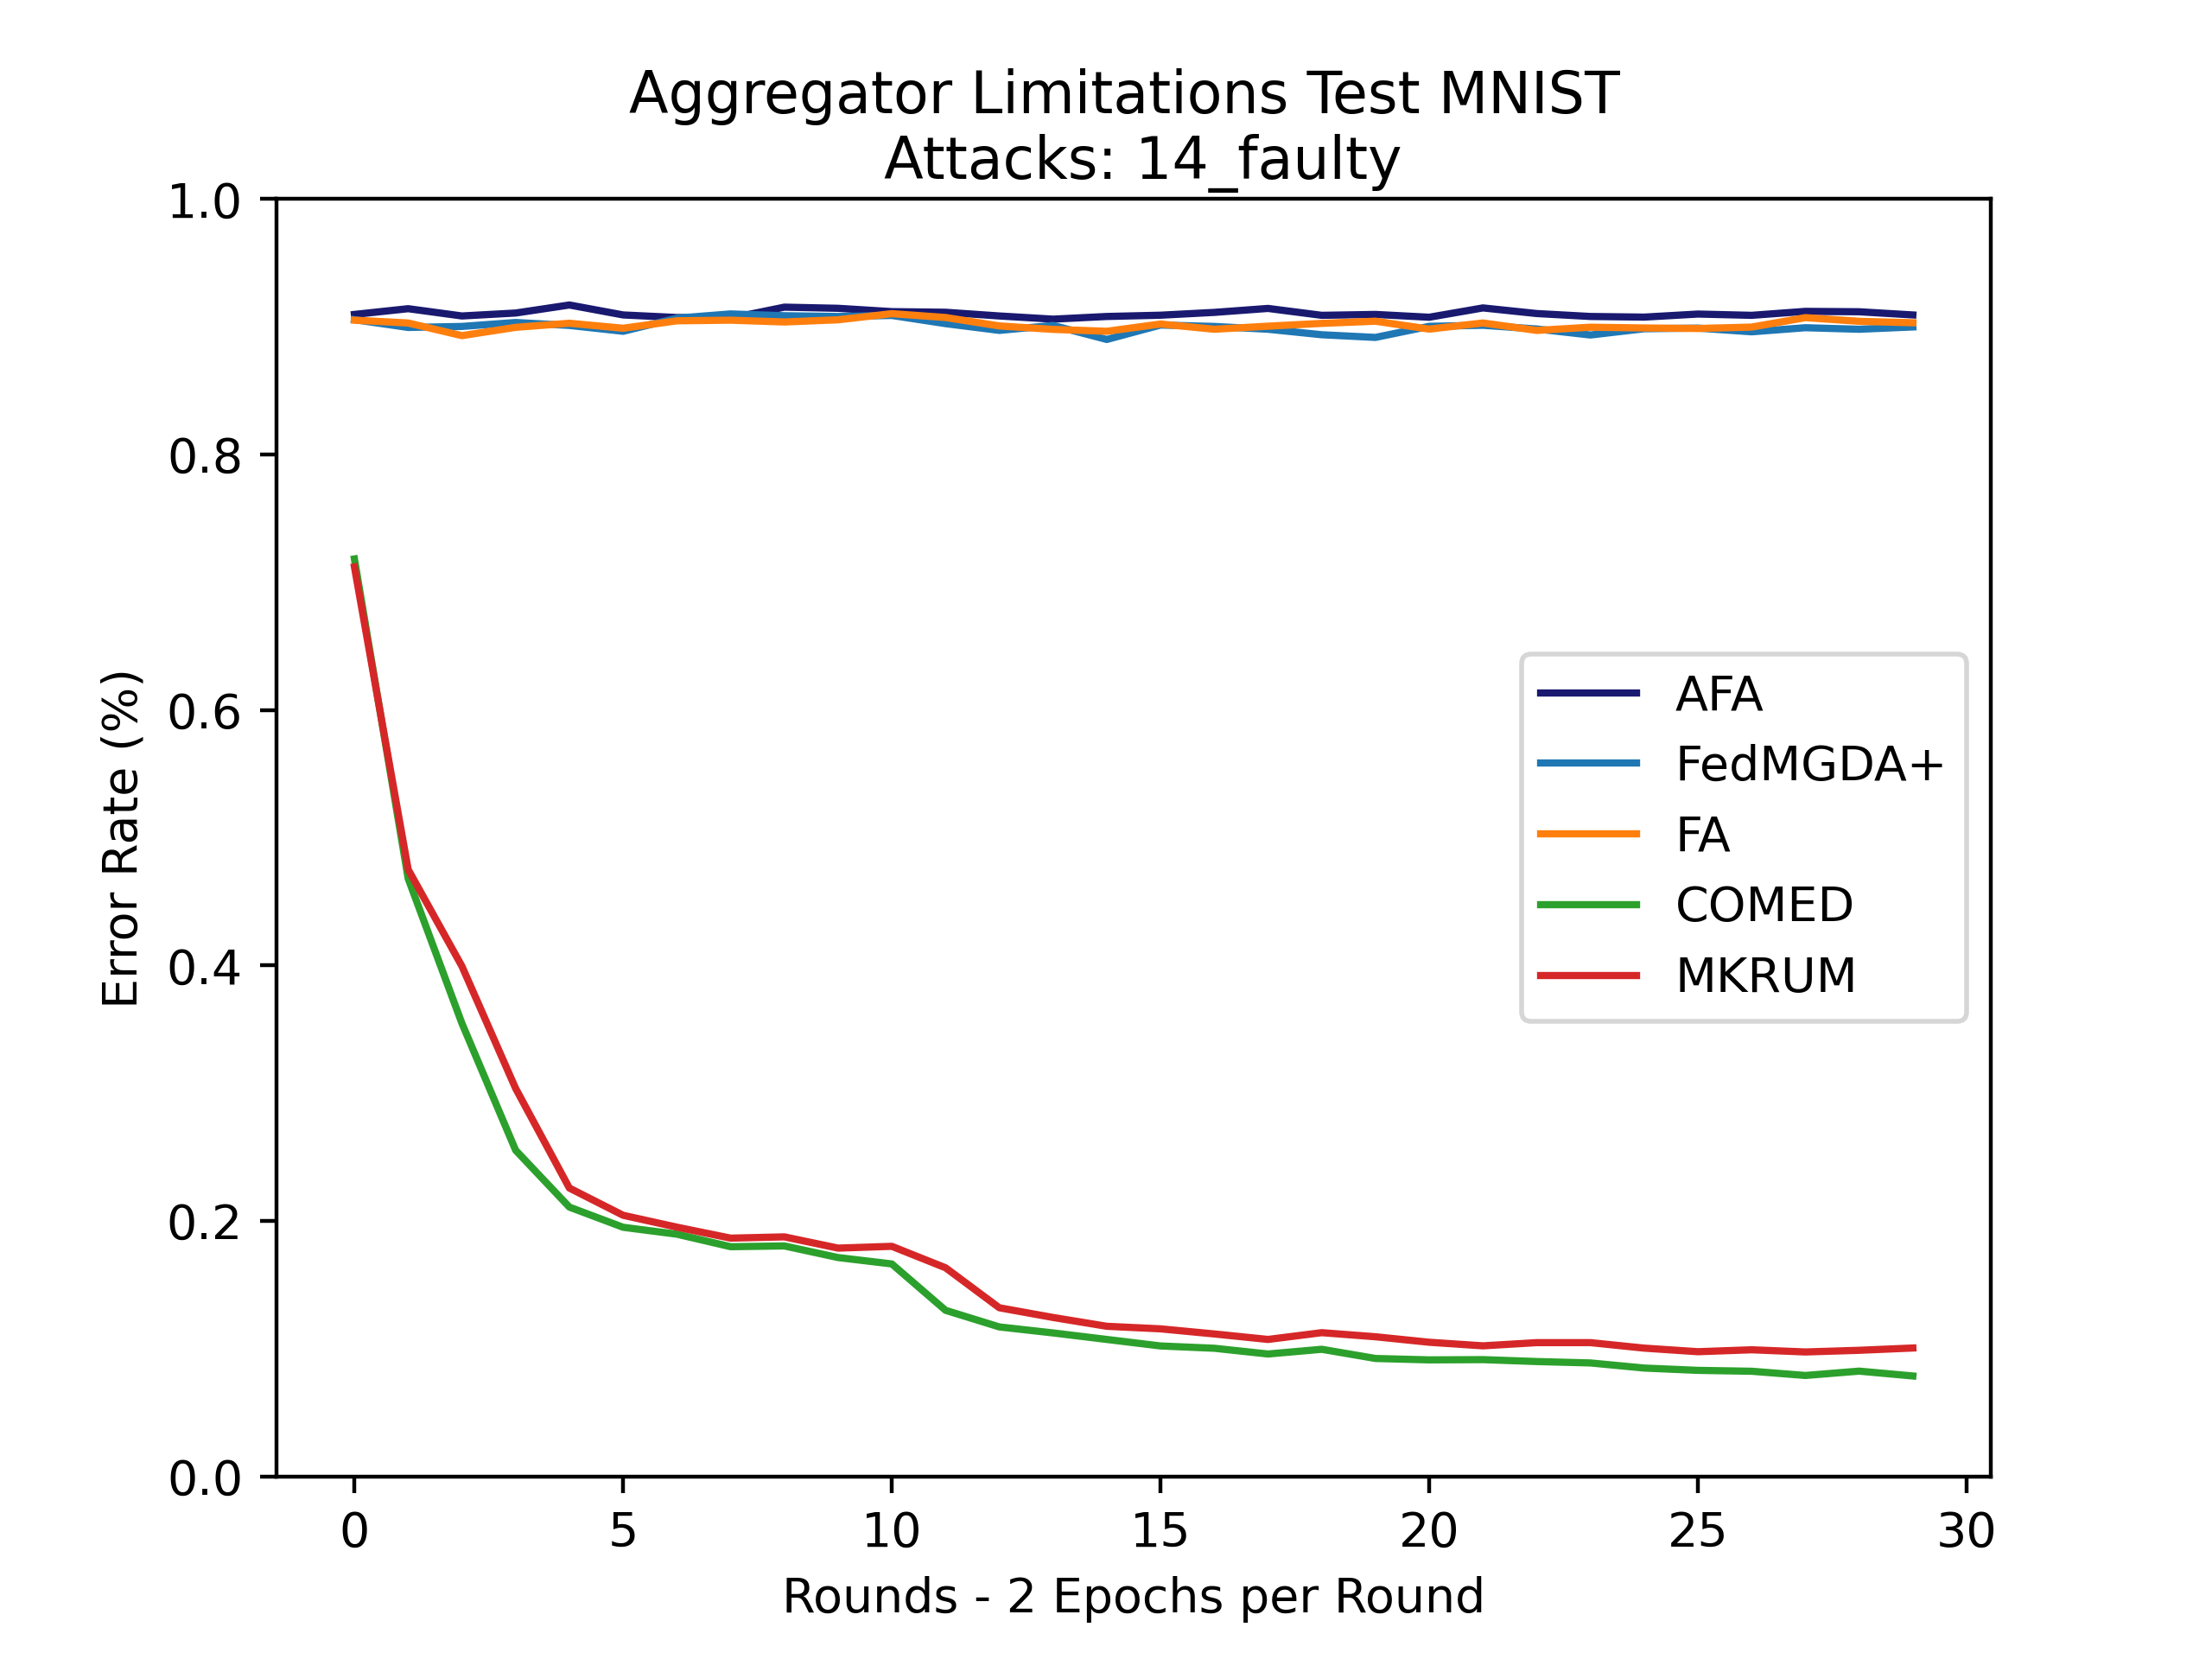 Aggregator Limitations Test MNIST
Attacks: 14_faulty
1.0
0.8
0.6
0.4
0.2
0.0
Error Rate (%)
AFA
FedMGDA+
FA
COMED
MKRUM
0 5 10 15 20 25 30
Rounds - 2 Epochs per Round